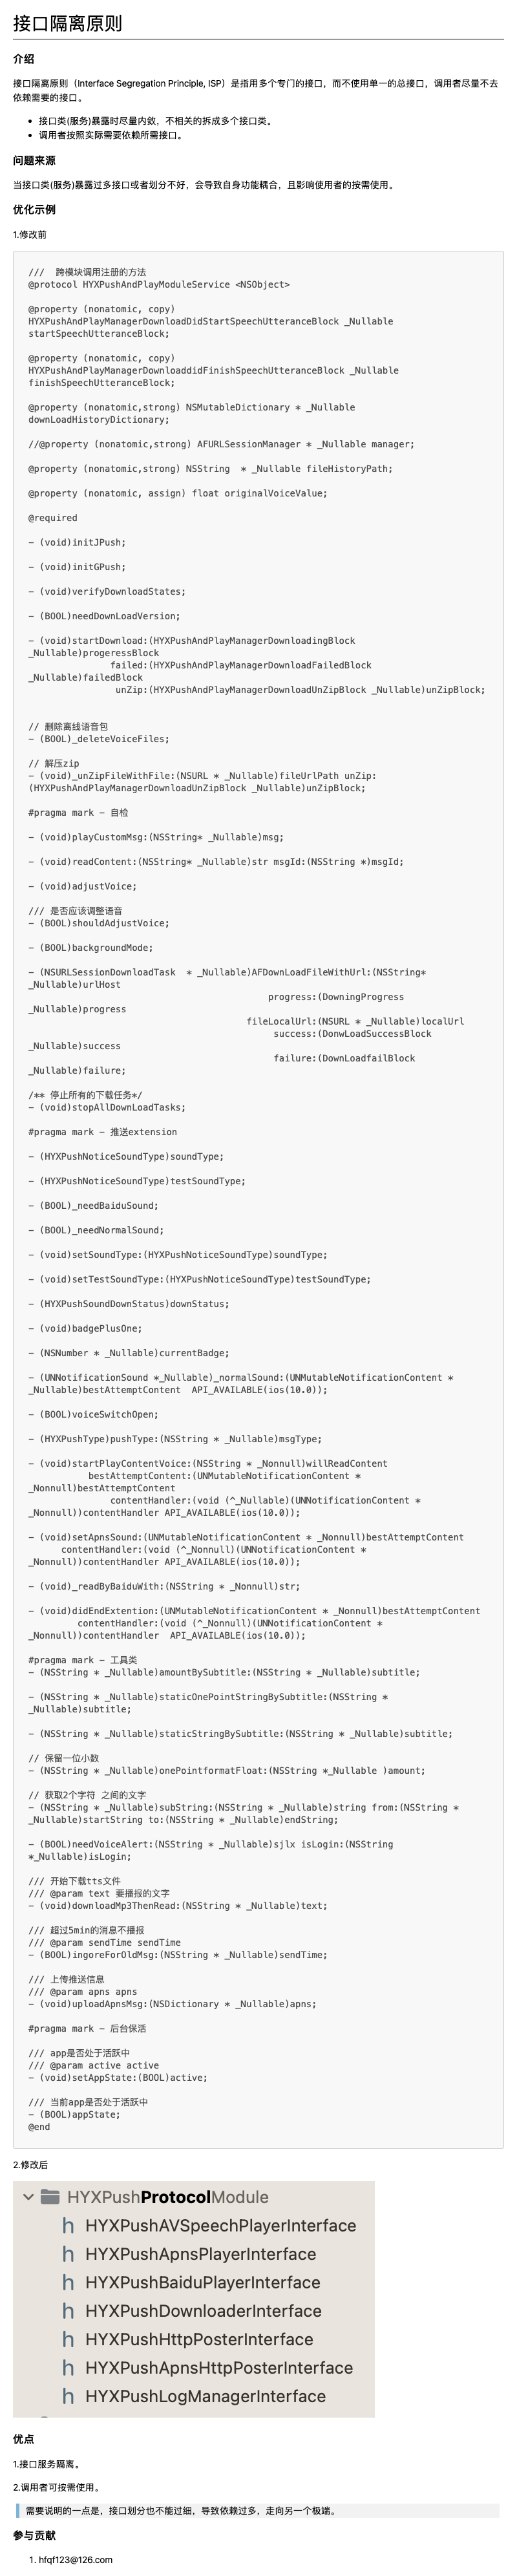 接口隔离原则
介绍
接口隔离原则（Interface Segregation Principle, ISP）是指用多个专门的接口，而不使用单一的总接口，调用者尽量不去
依赖需要的接口。
• 接口类(服务)暴露时尽量内敛，不相关的拆成多个接口类。
• 调用者按照实际需要依赖所需接口。
问题来源
当接口类(服务)暴露过多接口或者划分不好，会导致自身功能耦合，且影响使用者的按需使用。
优化示例
1.修改前
///  跨模块调用注册的方法
@protocol HYXPushAndPlayModuleService <NSObject>
@property (nonatomic, copy)
HYXPushAndPlayManagerDownloadDidStartSpeechUtteranceBlock _Nullable
startSpeechUtteranceBlock;
@property (nonatomic, copy)
HYXPushAndPlayManagerDownloaddidFinishSpeechUtteranceBlock _Nullable
finishSpeechUtteranceBlock;
@property (nonatomic,strong) NSMutableDictionary * _Nullable
downLoadHistoryDictionary;
//@property (nonatomic,strong) AFURLSessionManager * _Nullable manager;
@property (nonatomic,strong) NSString  * _Nullable fileHistoryPath;
@property (nonatomic, assign) float originalVoiceValue;
@required
- (void)initJPush;
- (void)initGPush;
- (void)verifyDownloadStates;
- (BOOL)needDownLoadVersion;
- (void)startDownload:(HYXPushAndPlayManagerDownloadingBlock
_Nullable)progeressBlock
failed:(HYXPushAndPlayManagerDownloadFailedBlock
_Nullable)failedBlock
unZip:(HYXPushAndPlayManagerDownloadUnZipBlock _Nullable)unZipBlock;
// 删除离线语音包
- (BOOL)_deleteVoiceFiles;
// 解压zip
- (void)_unZipFileWithFile:(NSURL * _Nullable)fileUrlPath unZip:
(HYXPushAndPlayManagerDownloadUnZipBlock _Nullable)unZipBlock;
#pragma mark – 自检
- (void)playCustomMsg:(NSString* _Nullable)msg;
- (void)readContent:(NSString* _Nullable)str msgId:(NSString *)msgId;
- (void)adjustVoice;
/// 是否应该调整语音
- (BOOL)shouldAdjustVoice;
- (BOOL)backgroundMode;
- (NSURLSessionDownloadTask  * _Nullable)AFDownLoadFileWithUrl:(NSString*
_Nullable)urlHost
progress:(DowningProgress
_Nullable)progress
fileLocalUrl:(NSURL * _Nullable)localUrl
success:(DonwLoadSuccessBlock
_Nullable)success
failure:(DownLoadfailBlock
_Nullable)failure;
/** 停止所有的下载任务*/
- (void)stopAllDownLoadTasks;
#pragma mark – 推送extension
- (HYXPushNoticeSoundType)soundType;
- (HYXPushNoticeSoundType)testSoundType;
- (BOOL)_needBaiduSound;
- (BOOL)_needNormalSound;
- (void)setSoundType:(HYXPushNoticeSoundType)soundType;
- (void)setTestSoundType:(HYXPushNoticeSoundType)testSoundType;
- (HYXPushSoundDownStatus)downStatus;
- (void)badgePlusOne;
- (NSNumber * _Nullable)currentBadge;
- (UNNotificationSound *_Nullable)_normalSound:(UNMutableNotificationContent *
_Nullable)bestAttemptContent  API_AVAILABLE(ios(10.0));
- (BOOL)voiceSwitchOpen;
- (HYXPushType)pushType:(NSString * _Nullable)msgType;
- (void)startPlayContentVoice:(NSString * _Nonnull)willReadContent
bestAttemptContent:(UNMutableNotificationContent *
_Nonnull)bestAttemptContent
contentHandler:(void (^_Nullable)(UNNotificationContent *
_Nonnull))contentHandler API_AVAILABLE(ios(10.0));
- (void)setApnsSound:(UNMutableNotificationContent * _Nonnull)bestAttemptContent
contentHandler:(void (^_Nonnull)(UNNotificationContent *
_Nonnull))contentHandler API_AVAILABLE(ios(10.0));
- (void)_readByBaiduWith:(NSString * _Nonnull)str;
- (void)didEndExtention:(UNMutableNotificationContent * _Nonnull)bestAttemptContent
contentHandler:(void (^_Nonnull)(UNNotificationContent *
_Nonnull))contentHandler  API_AVAILABLE(ios(10.0));
#pragma mark – 工具类
- (NSString * _Nullable)amountBySubtitle:(NSString * _Nullable)subtitle;
- (NSString * _Nullable)staticOnePointStringBySubtitle:(NSString *
_Nullable)subtitle;
- (NSString * _Nullable)staticStringBySubtitle:(NSString * _Nullable)subtitle;
// 保留一位小数
- (NSString * _Nullable)onePointformatFloat:(NSString *_Nullable )amount;
// 获取2个字符 之间的文字
- (NSString * _Nullable)subString:(NSString * _Nullable)string from:(NSString *
_Nullable)startString to:(NSString * _Nullable)endString;
- (BOOL)needVoiceAlert:(NSString * _Nullable)sjlx isLogin:(NSString
*_Nullable)isLogin;
/// 开始下载tts文件
/// @param text 要播报的文字
- (void)downloadMp3ThenRead:(NSString * _Nullable)text;
/// 超过5min的消息不播报
/// @param sendTime sendTime
- (BOOL)ingoreForOldMsg:(NSString * _Nullable)sendTime;
/// 上传推送信息
/// @param apns apns
- (void)uploadApnsMsg:(NSDictionary * _Nullable)apns;
#pragma mark – 后台保活
/// app是否处于活跃中
/// @param active active
- (void)setAppState:(BOOL)active;
/// 当前app是否处于活跃中
- (BOOL)appState;
@end
2.修改后
HYXPushProtocolModule
h HYXPushAVSpeechPlayerInterface
h HYXPushApnsPlayerInterface
h HYXPushBaiduPlayerInterface
h HYXPushDownloaderInterface
h HYXPushHttpPosterInterface
h HYXPushApnsHttpPosterInterface
h HYXPushLogManagerInterface
优点
1.接口服务隔离。
2.调用者可按需使用。
需要说明的一点是，接口划分也不能过细，导致依赖过多，走向另一个极端。
参与贡献
1. hfqf123@126.com